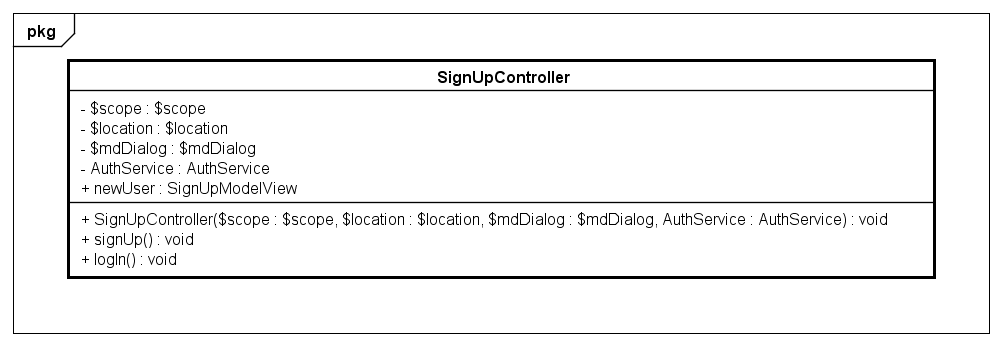 pkg
SignUpController
- $scope : $scope
- $location : $location
- $mdDialog : $mdDialog
- AuthService : AuthService
+ newUser : SignUpModelView
+ SignUpController($scope : $scope, $location : $location, $mdDialog : $mdDialog, AuthService : AuthService) : void
+ signUp() : void
+ logIn() : void